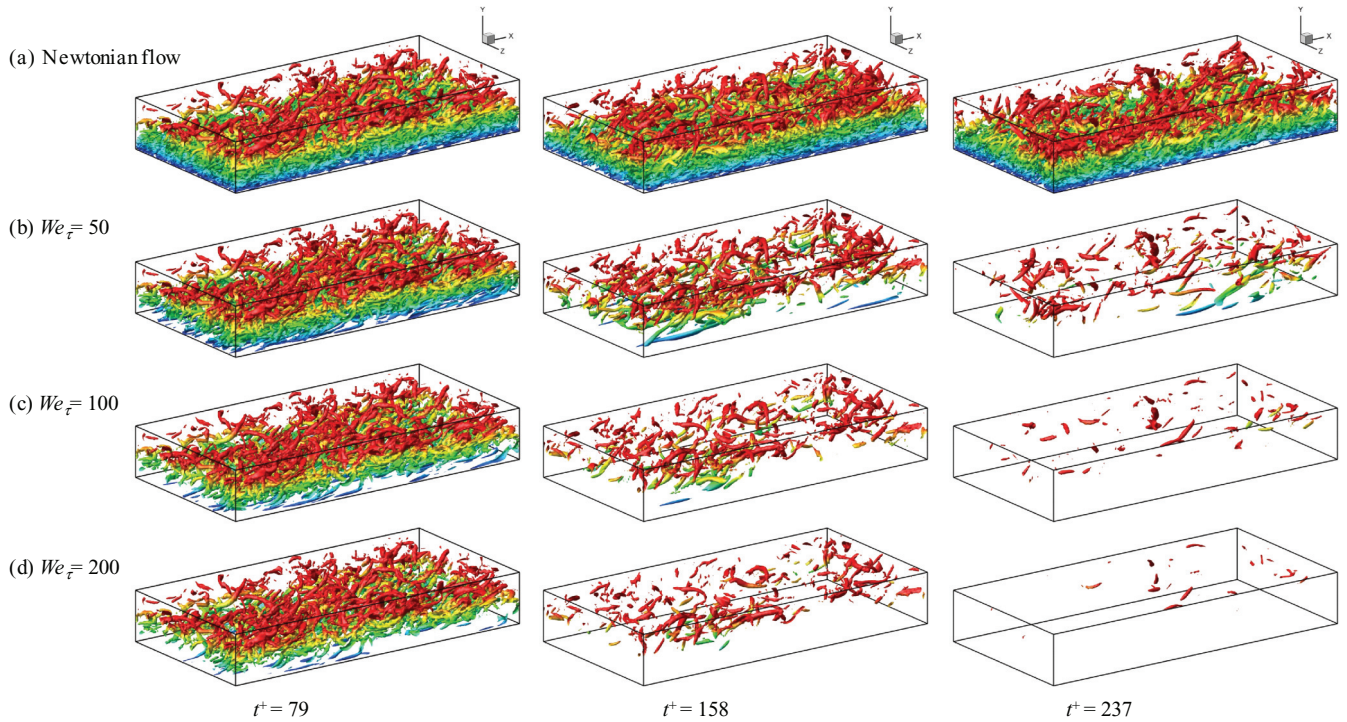 Y
X
Z
Y
X
Z
Y
X
Z
(a) Newtonian flow
(b) Weτ = 50
(c) Weτ = 100
(d) Weτ = 200
t⁺ = 79
t⁺ = 158
t⁺ = 237